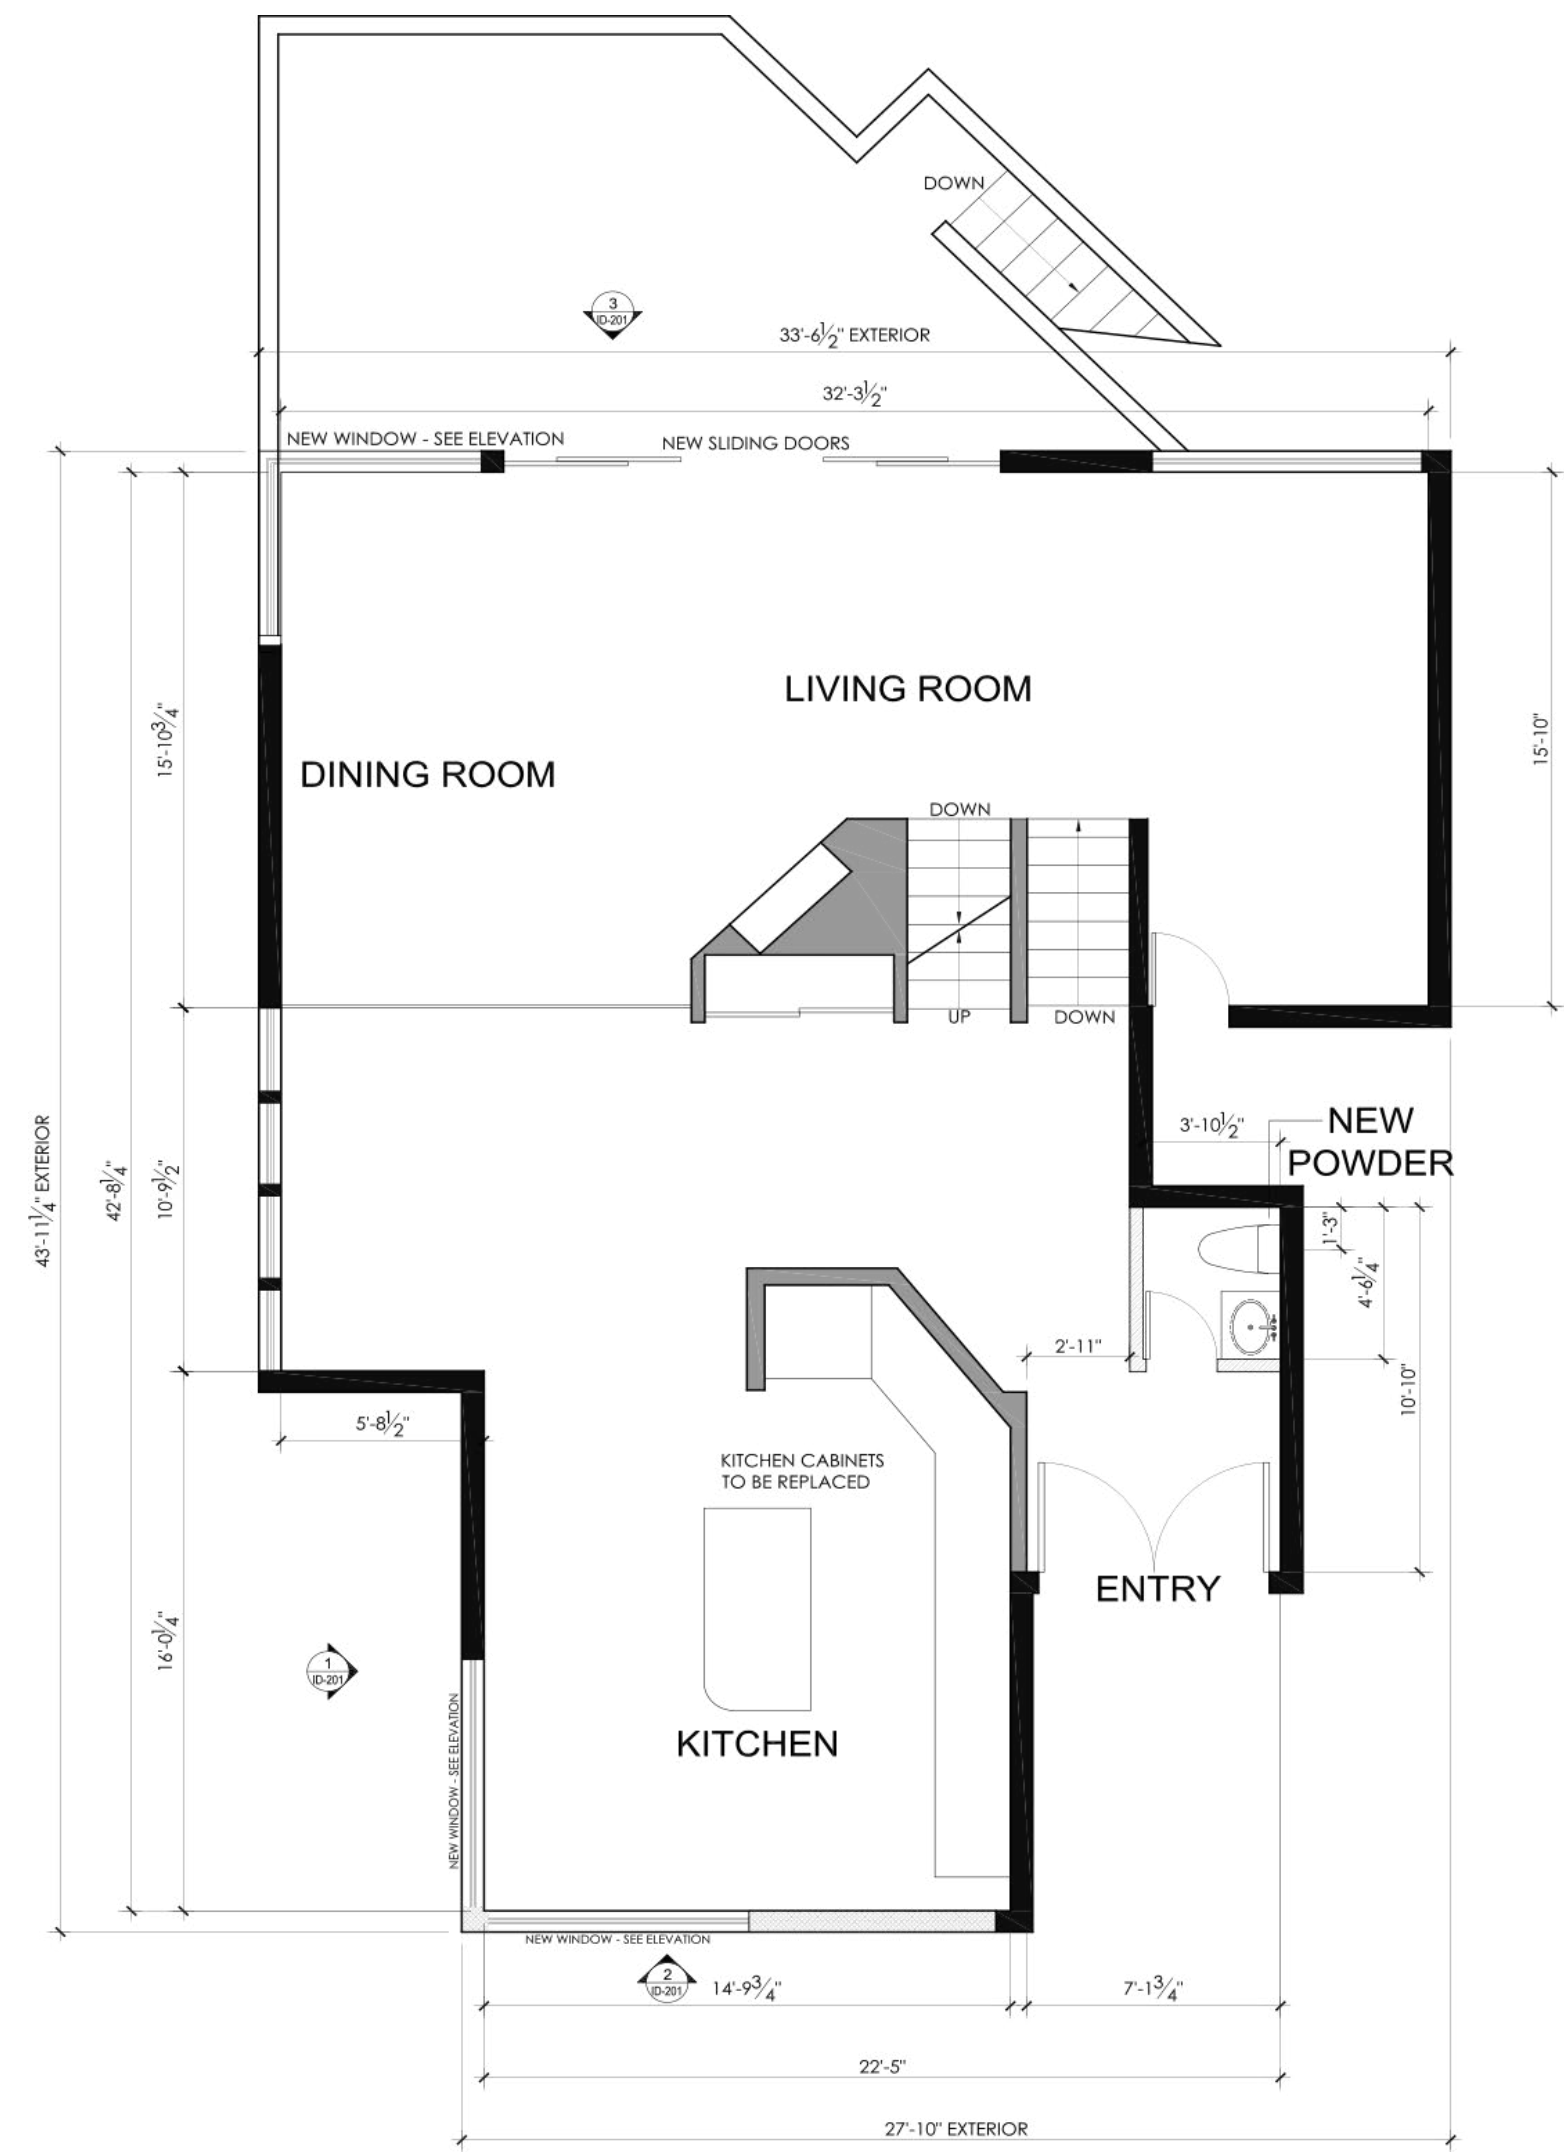 DOWN
3
ID-201
33'-6½" EXTERIOR
32'-3½"
NEW WINDOW - SEE ELEVATION
NEW SLIDING DOORS
LIVING ROOM
DINING ROOM
15'-10¾"
15'-10"
DOWN
UP
DOWN
43'-11¼" EXTERIOR
42'-8¼"
10'-9½"
3'-10½"
NEW
POWDER
1'-3"
4'-6¼"
2'-11"
10'-10"
5'-8½"
KITCHEN CABINETS
TO BE REPLACED
ENTRY
16'-0¼"
1
ID-201
NEW WINDOW - SEE ELEVATION
KITCHEN
NEW WINDOW - SEE ELEVATION
2
ID-201
14'-9¾"
7'-1¾"
22'-5"
27'-10" EXTERIOR